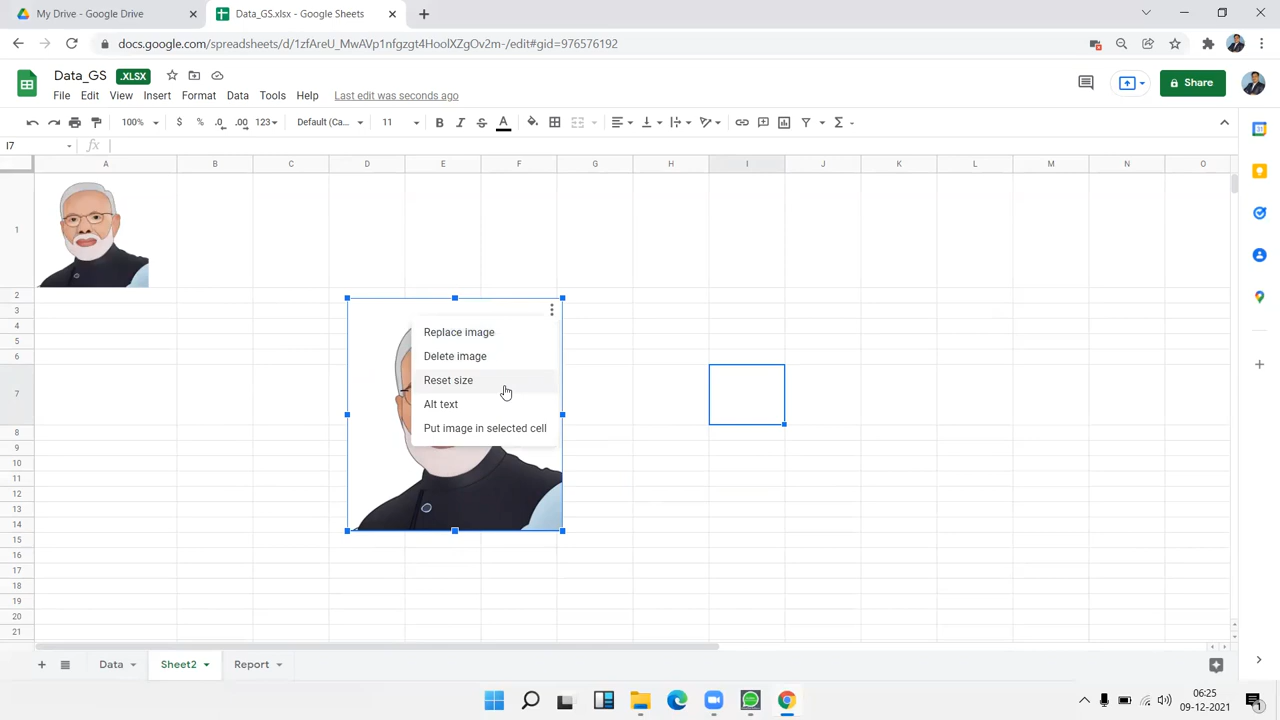 My Drive - Google Drive
Data_GS.xlsx - Google Sheets
docs.google.com/spreadsheets/d/1zfAreU_MwAVp1nfgzgt4HoolXZgOv2m-/edit#gid=976576192
Data_GS .XLSX
File Edit View Insert Format Data Tools Help Last edit was seconds ago
Share
100% $ % .0 .00 123 Default (Ca... 11 B I S A
I7 fx
A B C D E F G H I J K L M N O
1
2
3
4
5
6
7
8
9
10
11
12
13
14
15
16
17
18
19
20
21
Replace image
Delete image
Reset size
Alt text
Put image in selected cell
Data Sheet2 Report
06:25
09-12-2021